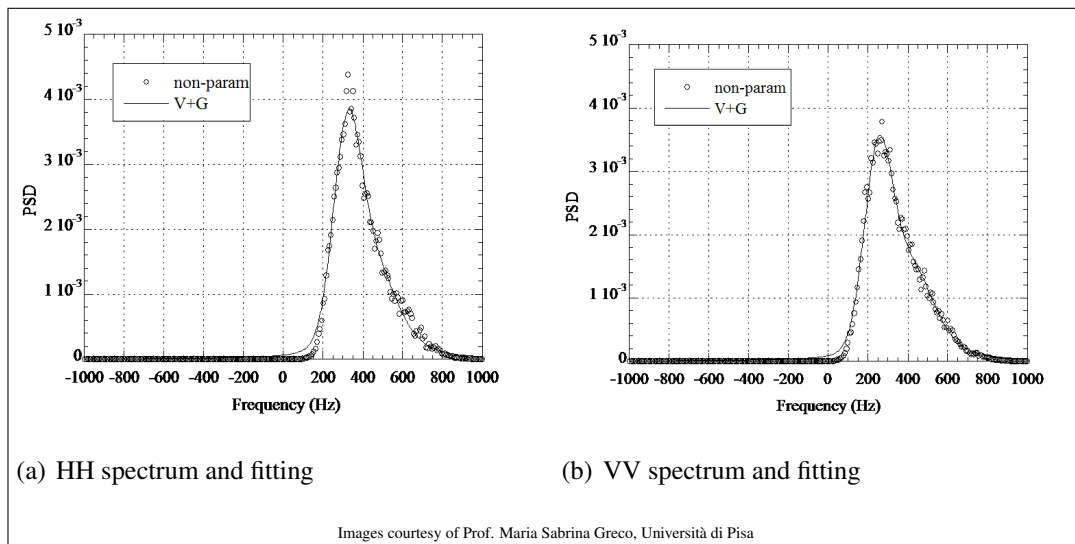 5 10⁻³
4 10⁻³
3 10⁻³
2 10⁻³
1 10⁻³
0
PSD
non-param
V+G
-1000 -800 -600 -400 -200 0 200 400 600 800 1000
Frequency (Hz)
(a) HH spectrum and fitting
5 10⁻³
4 10⁻³
3 10⁻³
2 10⁻³
1 10⁻³
0
PSD
non-param
V+G
-1000 -800 -600 -400 -200 0 200 400 600 800 1000
Frequency (Hz)
(b) VV spectrum and fitting
Images courtesy of Prof. Maria Sabrina Greco, Università di Pisa